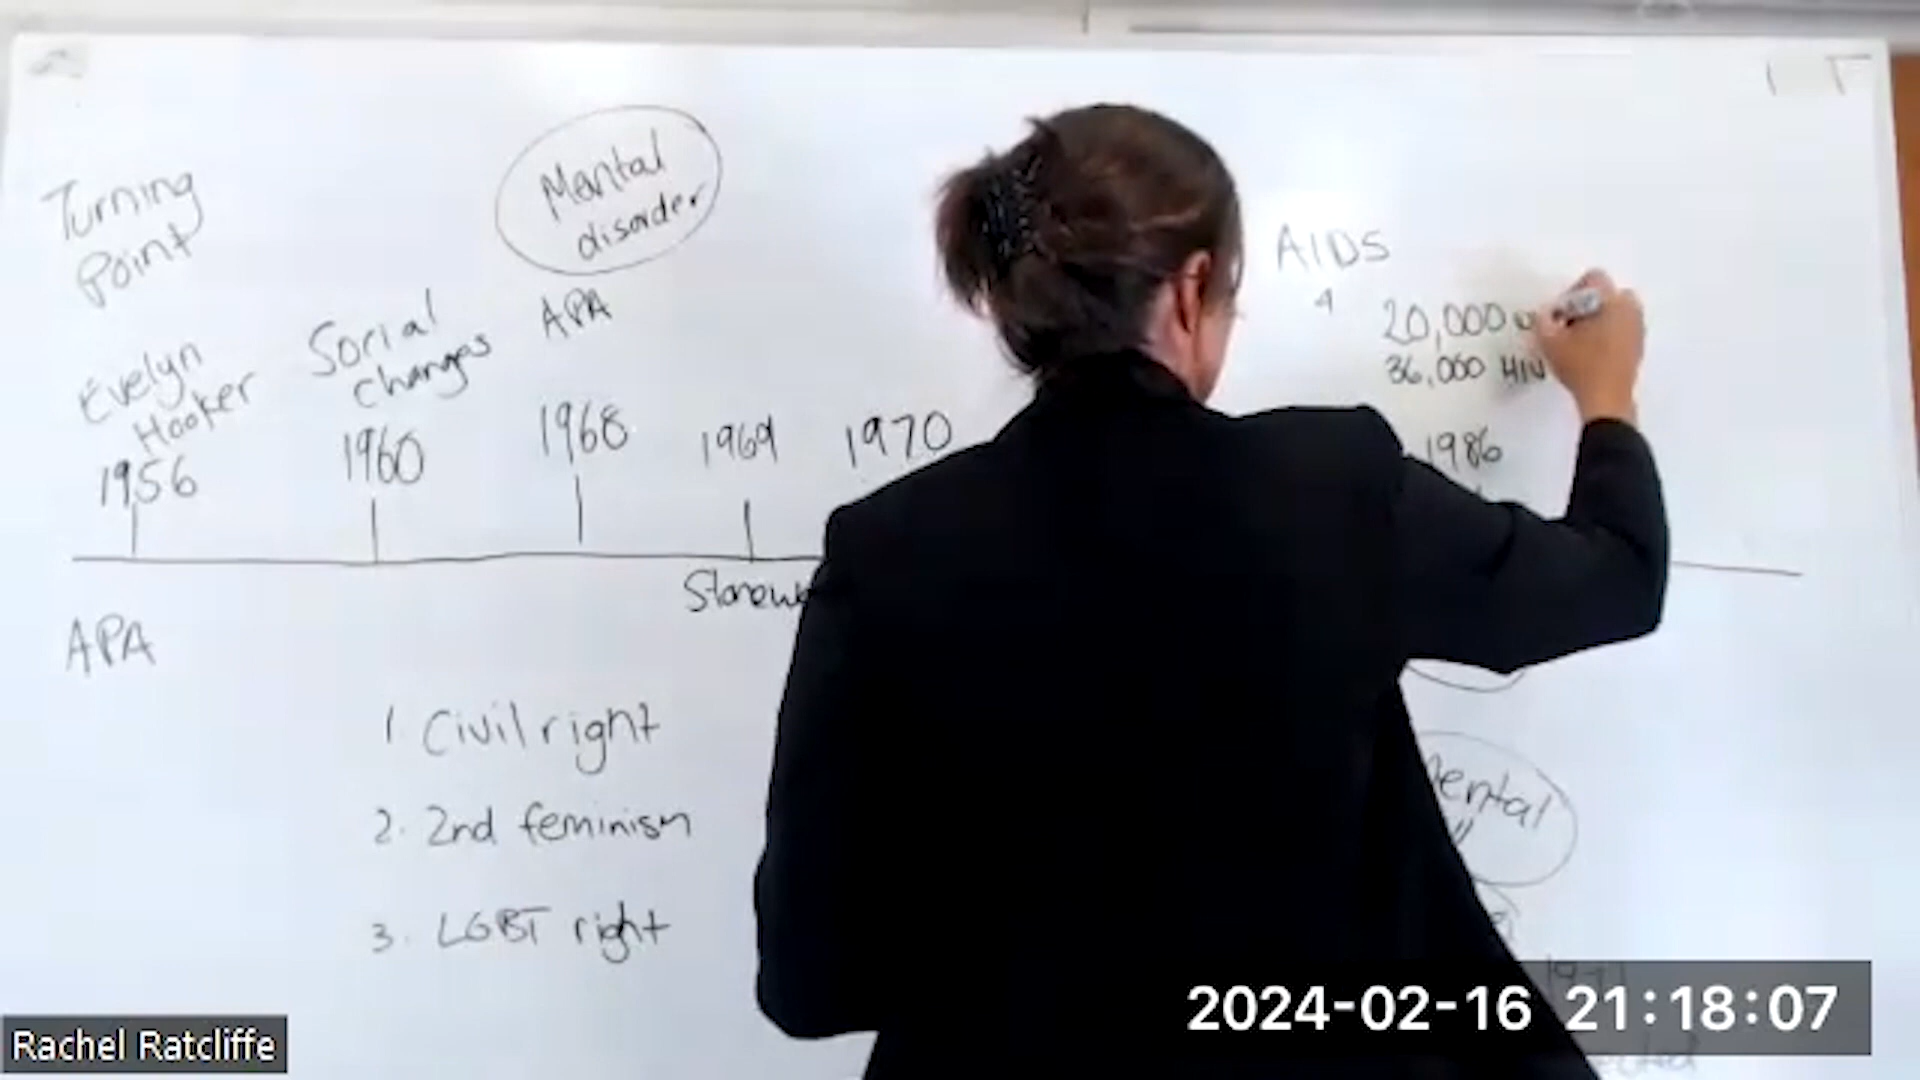 Turning
Point
Mental
disorder
APA
Evelyn
Hooker
Social
changes
1956
1960
1968
1969
1970
AIDS
20,000
36,000 HIV
1986
APA
1. Civil right
2. 2nd feminism
3. LGBT right
2024-02-16 21:18:07
Rachel Ratcliffe